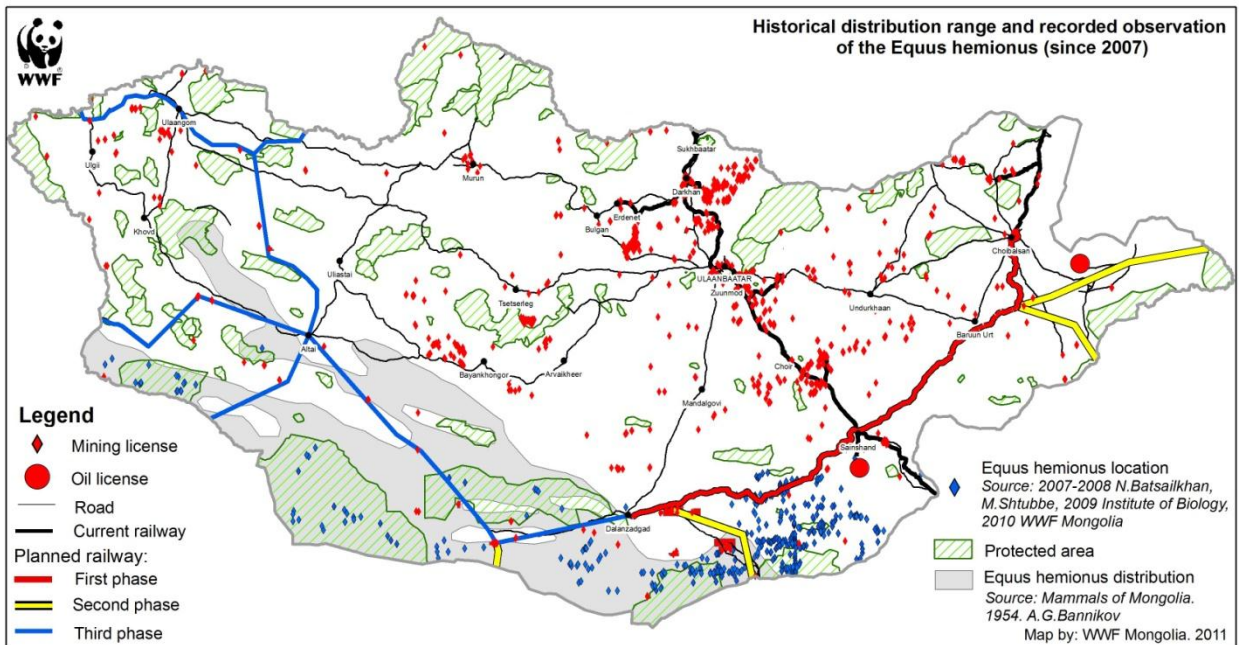 Historical distribution range and recorded observation
of the Equus hemionus (since 2007)
WWF
Ulaangom
Ulgii
Khovd
Murun
Sukhbaatar
Darkhan
Erdenet
Bulgan
Uliastai
Tsetserleg
ULAANBAATAR
Zuunmod
Undurkhaan
Choibalsan
Baruun Urt
Altai
Bayankhongor
Arvaikheer
Choir
Mandalgovi
Sainshand
Dalanzadgad
Legend
Mining license
Oil license
Road
Current railway
Planned railway:
First phase
Second phase
Third phase
Equus hemionus location
Source: 2007-2008 N.Batsailkhan,
M.Shtubbe, 2009 Institute of Biology,
2010 WWF Mongolia
Protected area
Equus hemionus distribution
Source: Mammals of Mongolia.
1954. A.G.Bannikov
Map by: WWF Mongolia. 2011